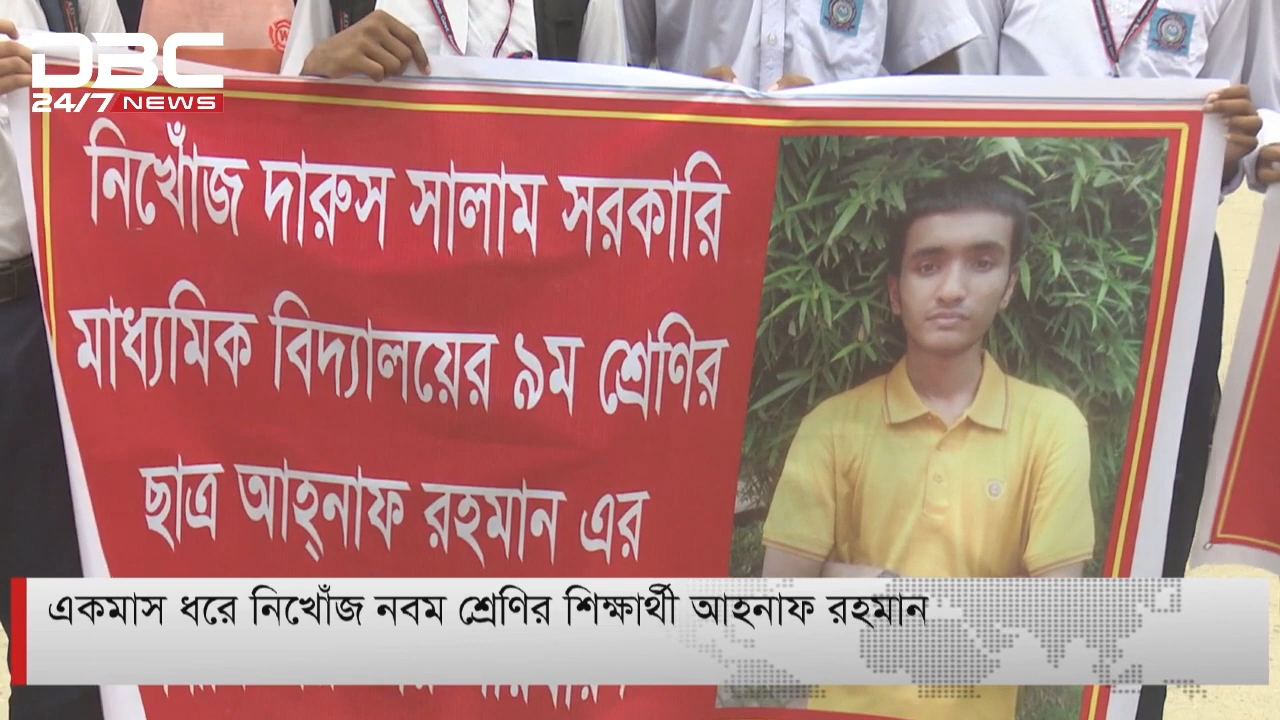 DBC
24/7 NEWS
নিখোঁজ দারুস সালাম সরকারি
মাধ্যমিক বিদ্যালয়ের ৯ম শ্রেণির
ছাত্র আহ্নাফ রহমান এর
একমাস ধরে নিখোঁজ নবম শ্রেণির শিক্ষার্থী আহনাফ রহমান